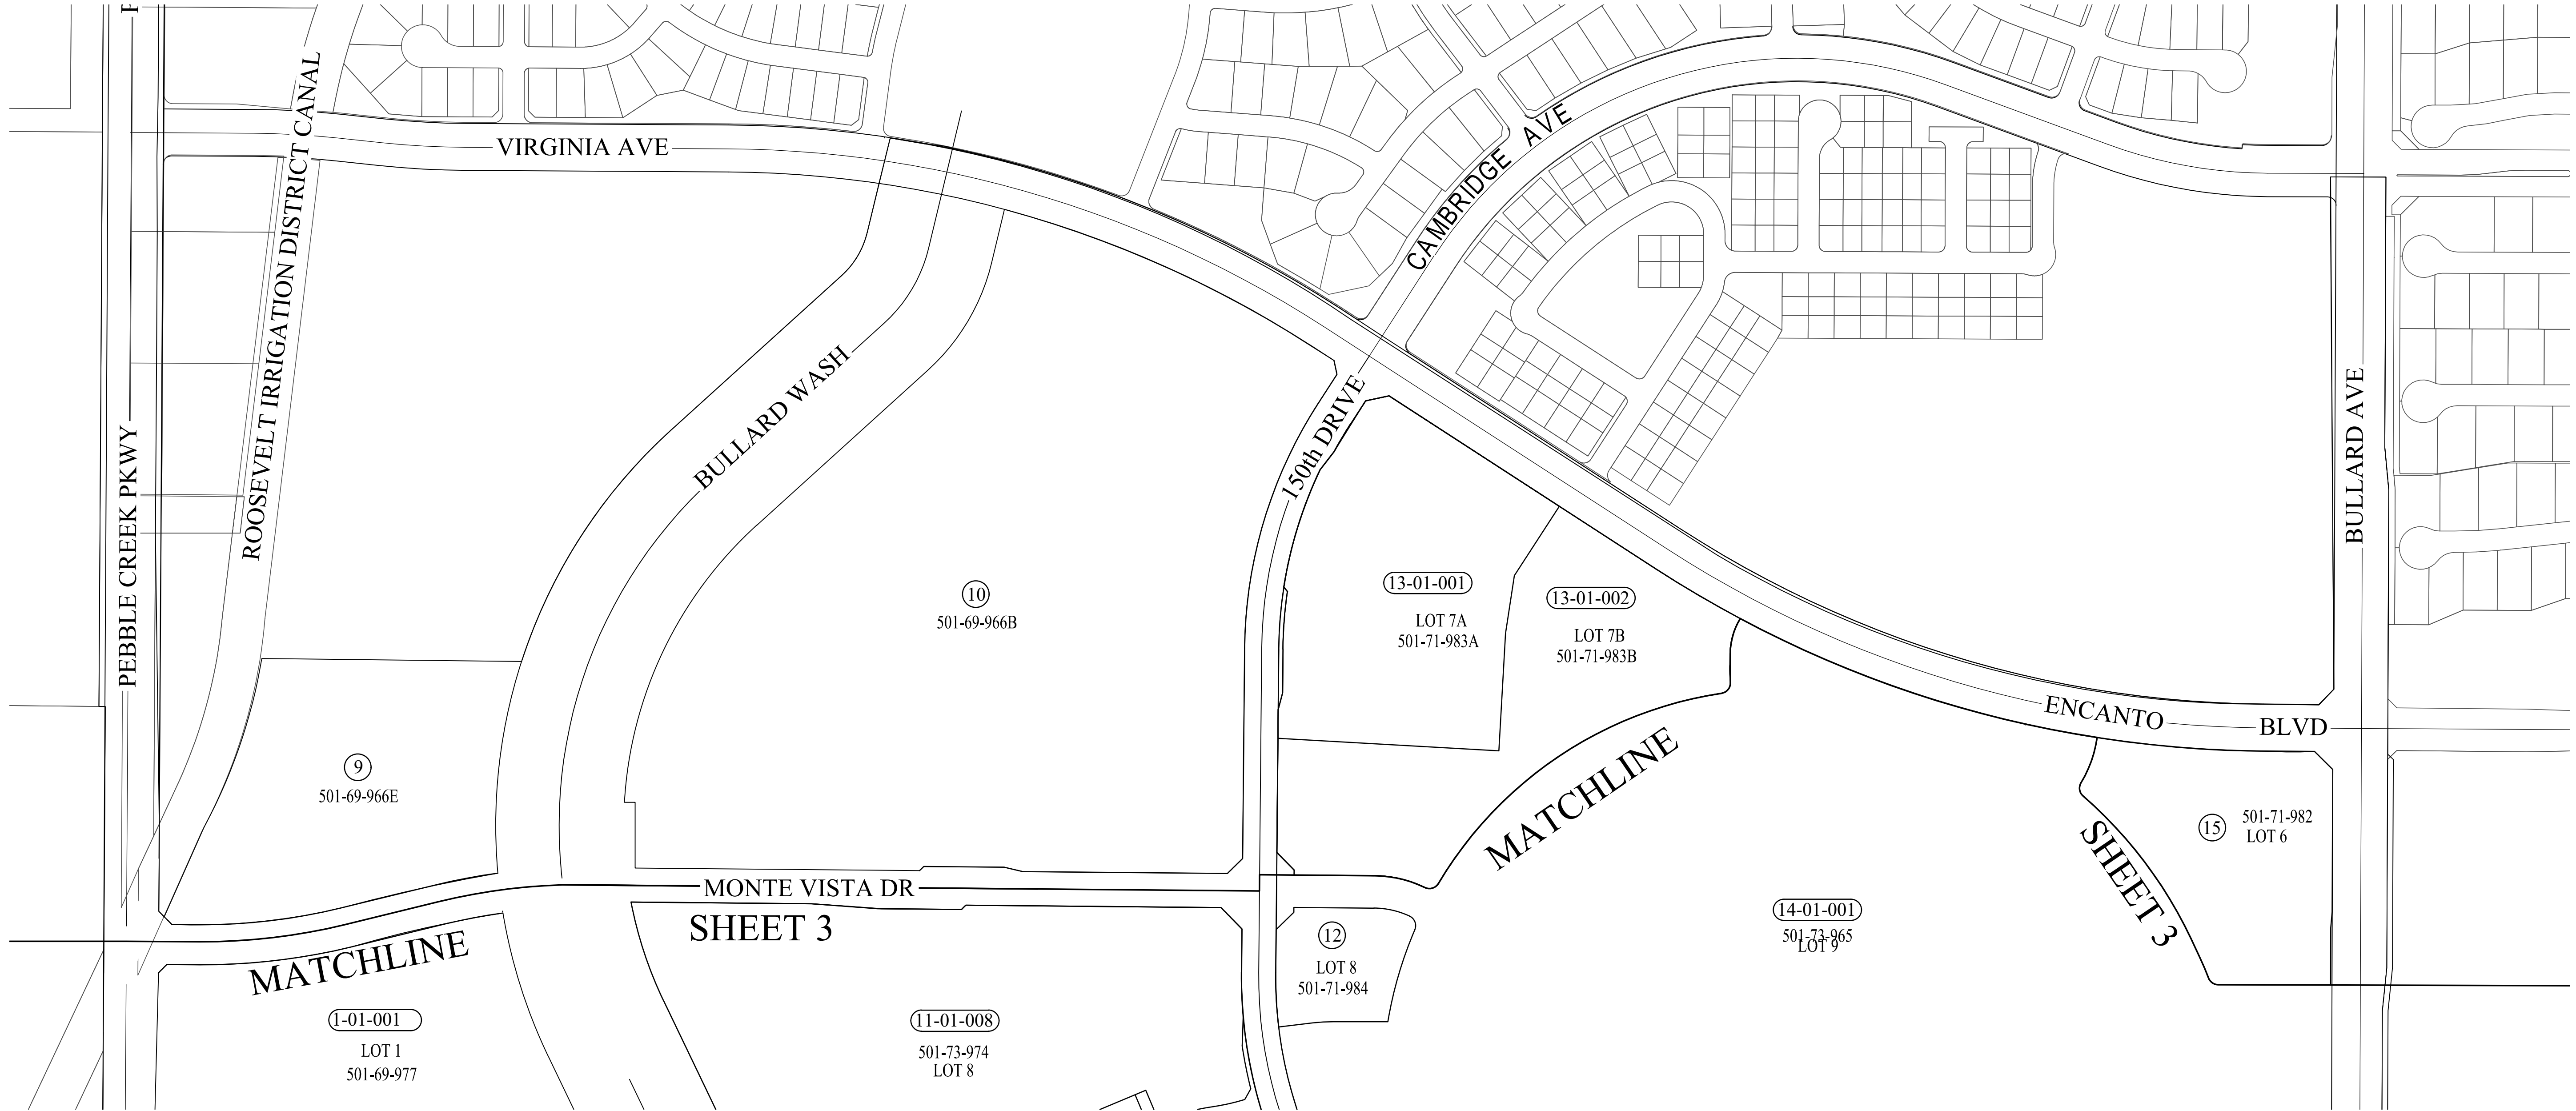 VIRGINIA AVE
CAMBRIDGE AVE
ROOSEVELT IRRIGATION DISTRICT CANAL
PEBBLE CREEK PKWY
BULLARD WASH
150th DRIVE
BULLARD AVE
10
501-69-966B
13-01-001
LOT 7A
501-71-983A
13-01-002
LOT 7B
501-71-983B
ENCANTO BLVD
9
501-69-966E
MATCHLINE
SHEET 3
15
501-71-982
LOT 6
MONTE VISTA DR
SHEET 3
MATCHLINE
12
LOT 8
501-71-984
14-01-001
501-73-965
LOT 9
1-01-001
LOT 1
501-69-977
11-01-008
501-73-974
LOT 8